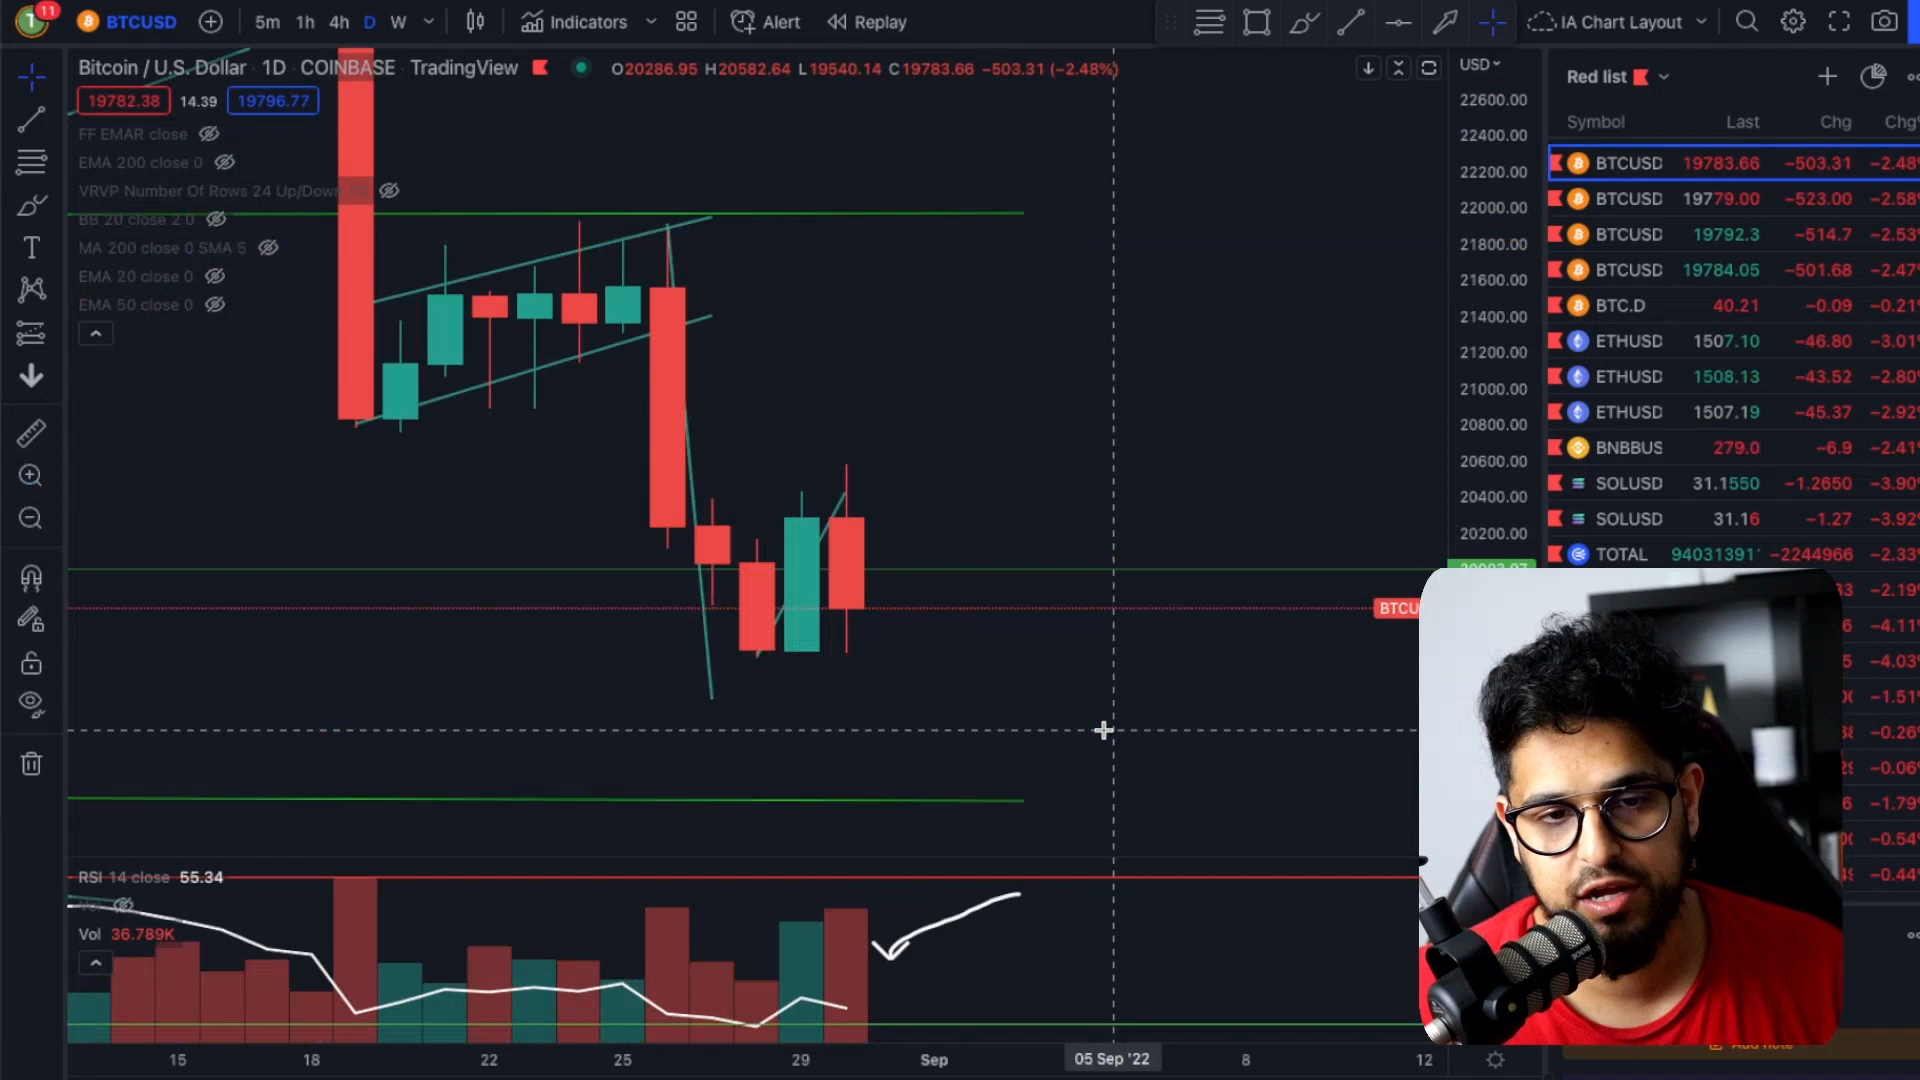 11
BTCUSD 5m 1h 4h D W Indicators Alert Replay IA Chart Layout
Bitcoin / U.S. Dollar · 1D · COINBASE · TradingView O20286.95 H20582.64 L19540.14 C19783.66 −503.31 (−2.48%)
19782.38 14.39 19796.77
FF EMAR close
EMA 200 close 0
VRVP Number Of Rows 24 Up/Down
BB 20 close 2 0
MA 200 close 0 SMA 5
EMA 20 close 0
EMA 50 close 0
USD
22600.00
22400.00
22200.00
22000.00
21800.00
21600.00
21400.00
21200.00
21000.00
20800.00
20600.00
20400.00
20200.00
BTCU
Red list
Symbol Last Chg Chg%
BTCUSD 19783.66 −503.31 −2.48%
BTCUSD 19779.00 −523.00 −2.58%
BTCUSD 19792.3 −514.7 −2.53%
BTCUSD 19784.05 −501.68 −2.47%
BTC.D 40.21 −0.09 −0.21%
ETHUSD 1507.10 −46.80 −3.01%
ETHUSD 1508.13 −43.52 −2.80%
ETHUSD 1507.19 −45.37 −2.92%
BNBBUS 279.0 −6.9 −2.41%
SOLUSD 31.1550 −1.2650 −3.90%
SOLUSD 31.16 −1.27 −3.92%
TOTAL 94031391 −2244966 −2.33%
−2.19%
−4.11%
−4.03%
−1.51%
−0.26%
−0.06%
−1.79%
−0.54%
−0.44%
Add note
RSI 14 close 55.34
Vol
Vol 36.789K
15 18 22 25 29 Sep 05 Sep '22 8 12
RODE